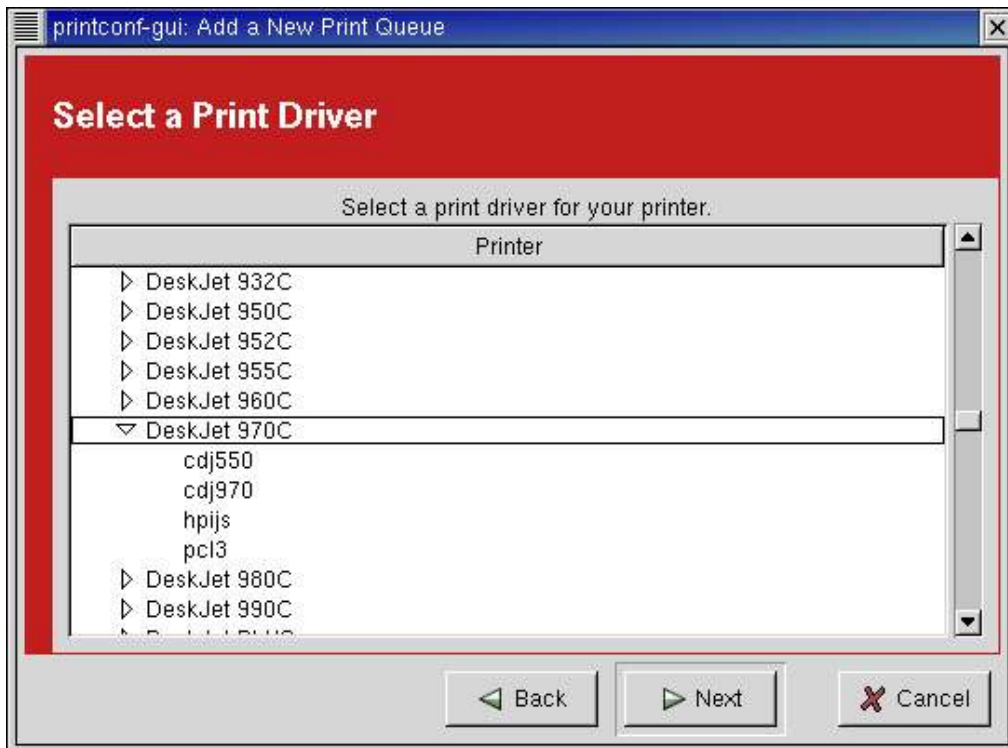 printconf-gui: Add a New Print Queue
Select a Print Driver
Select a print driver for your printer.
Printer
DeskJet 932C
DeskJet 950C
DeskJet 952C
DeskJet 955C
DeskJet 960C
DeskJet 970C
cdj550
cdj970
hpijs
pcl3
DeskJet 980C
DeskJet 990C
Back
Next
Cancel